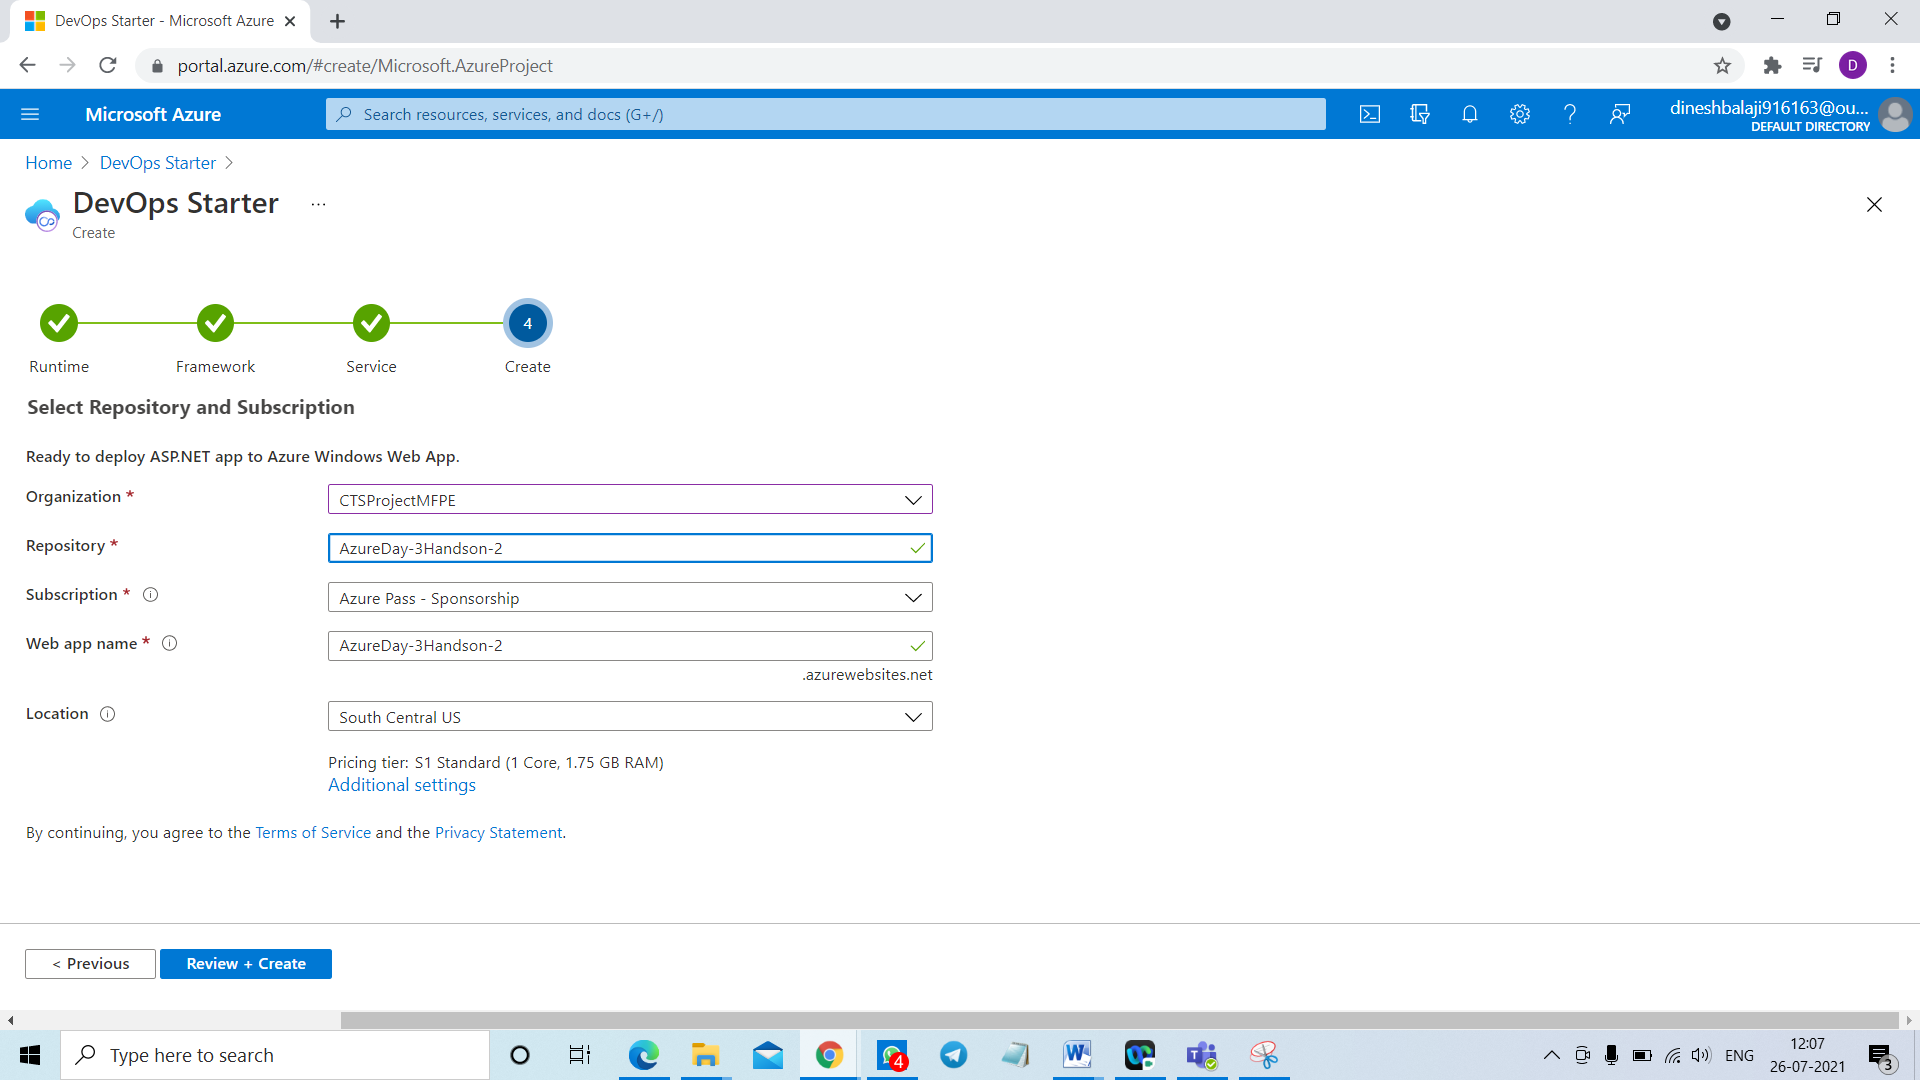 DevOps Starter - Microsoft Azure
portal.azure.com/#create/Microsoft.AzureProject
D
Microsoft Azure
Search resources, services, and docs (G+/)
dineshbalaji916163@ou...
DEFAULT DIRECTORY
Home > DevOps Starter >
DevOps Starter ...
Create
4
Runtime Framework Service Create
Select Repository and Subscription
Ready to deploy ASP.NET app to Azure Windows Web App.
Organization * CTSProjectMFPE
Repository * AzureDay-3Handson-2
Subscription * Azure Pass - Sponsorship
Web app name * AzureDay-3Handson-2
.azurewebsites.net
Location South Central US
Pricing tier: S1 Standard (1 Core, 1.75 GB RAM)
Additional settings
By continuing, you agree to the Terms of Service and the Privacy Statement.
< Previous Review + Create
Type here to search
4
ENG
12:07
26-07-2021
3